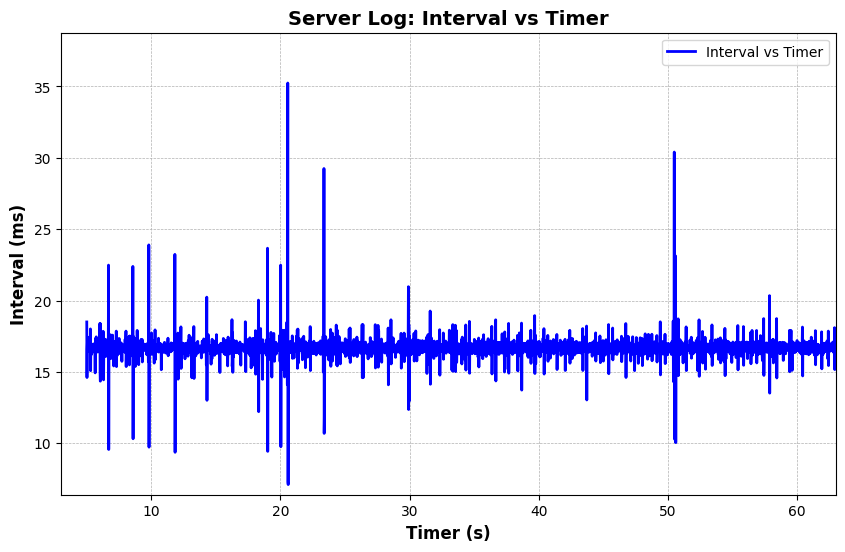 Server Log: Interval vs Timer
Interval vs Timer
35
30
25
20
15
10
Interval (ms)
10 20 30 40 50 60
Timer (s)